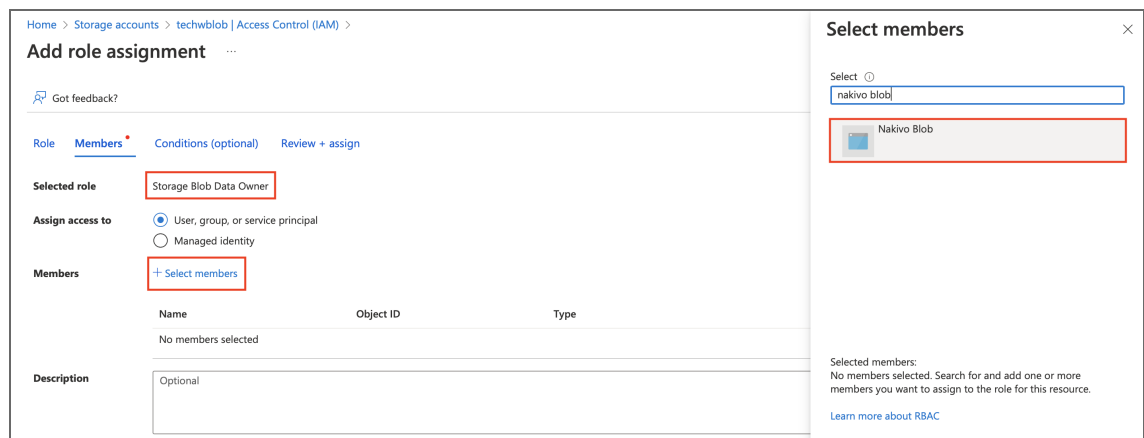 Home > Storage accounts > techwblob | Access Control (IAM) >
Add role assignment ...
Got feedback?
Role Members Conditions (optional) Review + assign
Selected role Storage Blob Data Owner
Assign access to User, group, or service principal
Managed identity
Members + Select members
Name Object ID Type
No members selected
Description Optional
Select members
Select
nakivo blob
Nakivo Blob
Selected members:
No members selected. Search for and add one or more
members you want to assign to the role for this resource.
Learn more about RBAC